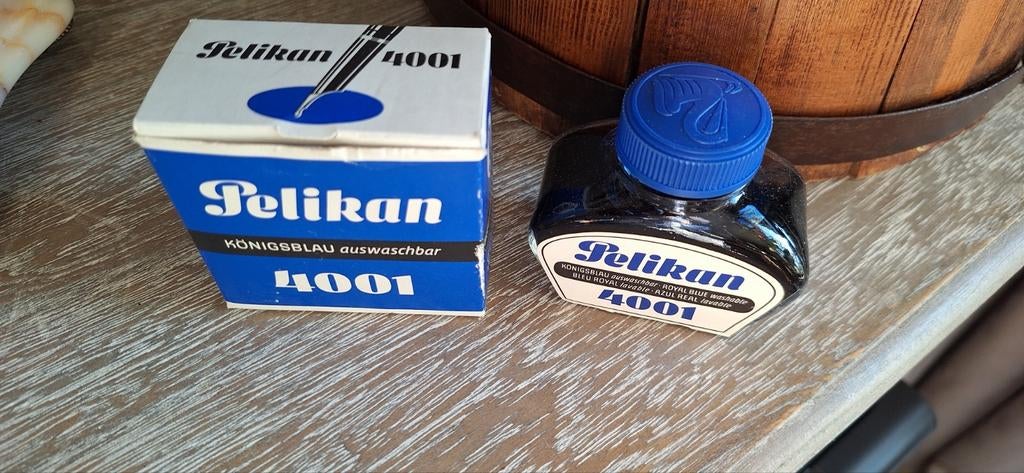 Pelikan 4001
Pelikan
KÖNIGSBLAU auswaschbar
4001
Pelikan
KÖNIGSBLAU auswaschbar · ROYAL BLUE washable
BLEU ROYAL lavable · AZUL REAL lavable
4001